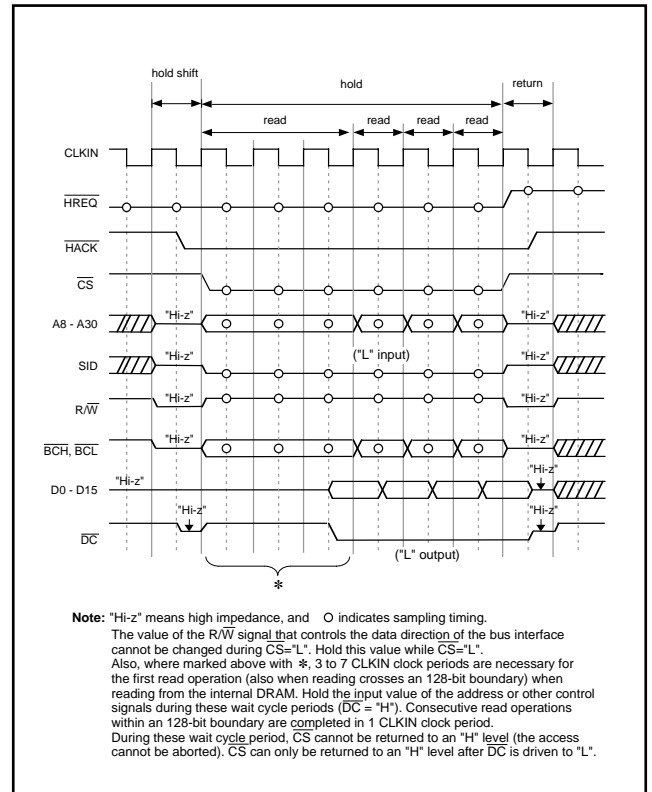 hold shift
hold
return
read
read
read
read
CLKIN
HREQ
HACK
CS
A8 - A30
"Hi-z"
"Hi-z"
("L" input)
SID
"Hi-z"
"Hi-z"
R/W
"Hi-z"
"Hi-z"
BCH, BCL
"Hi-z"
"Hi-z"
D0 - D15
"Hi-z"
"Hi-z"
DC
"Hi-z"
"Hi-z"
("L" output)
*
Note: "Hi-z" means high impedance, and O indicates sampling timing.
The value of the R/W signal that controls the data direction of the bus interface
cannot be changed during CS="L". Hold this value while CS="L".
Also, where marked above with *, 3 to 7 CLKIN clock periods are necessary for
the first read operation (also when reading crosses an 128-bit boundary) when
reading from the internal DRAM. Hold the input value of the address or other control
signals during these wait cycle periods (DC = "H"). Consecutive read operations
within an 128-bit boundary are completed in 1 CLKIN clock period.
During these wait cycle period, CS cannot be returned to an "H" level (the access
cannot be aborted). CS can only be returned to an "H" level after DC is driven to "L".